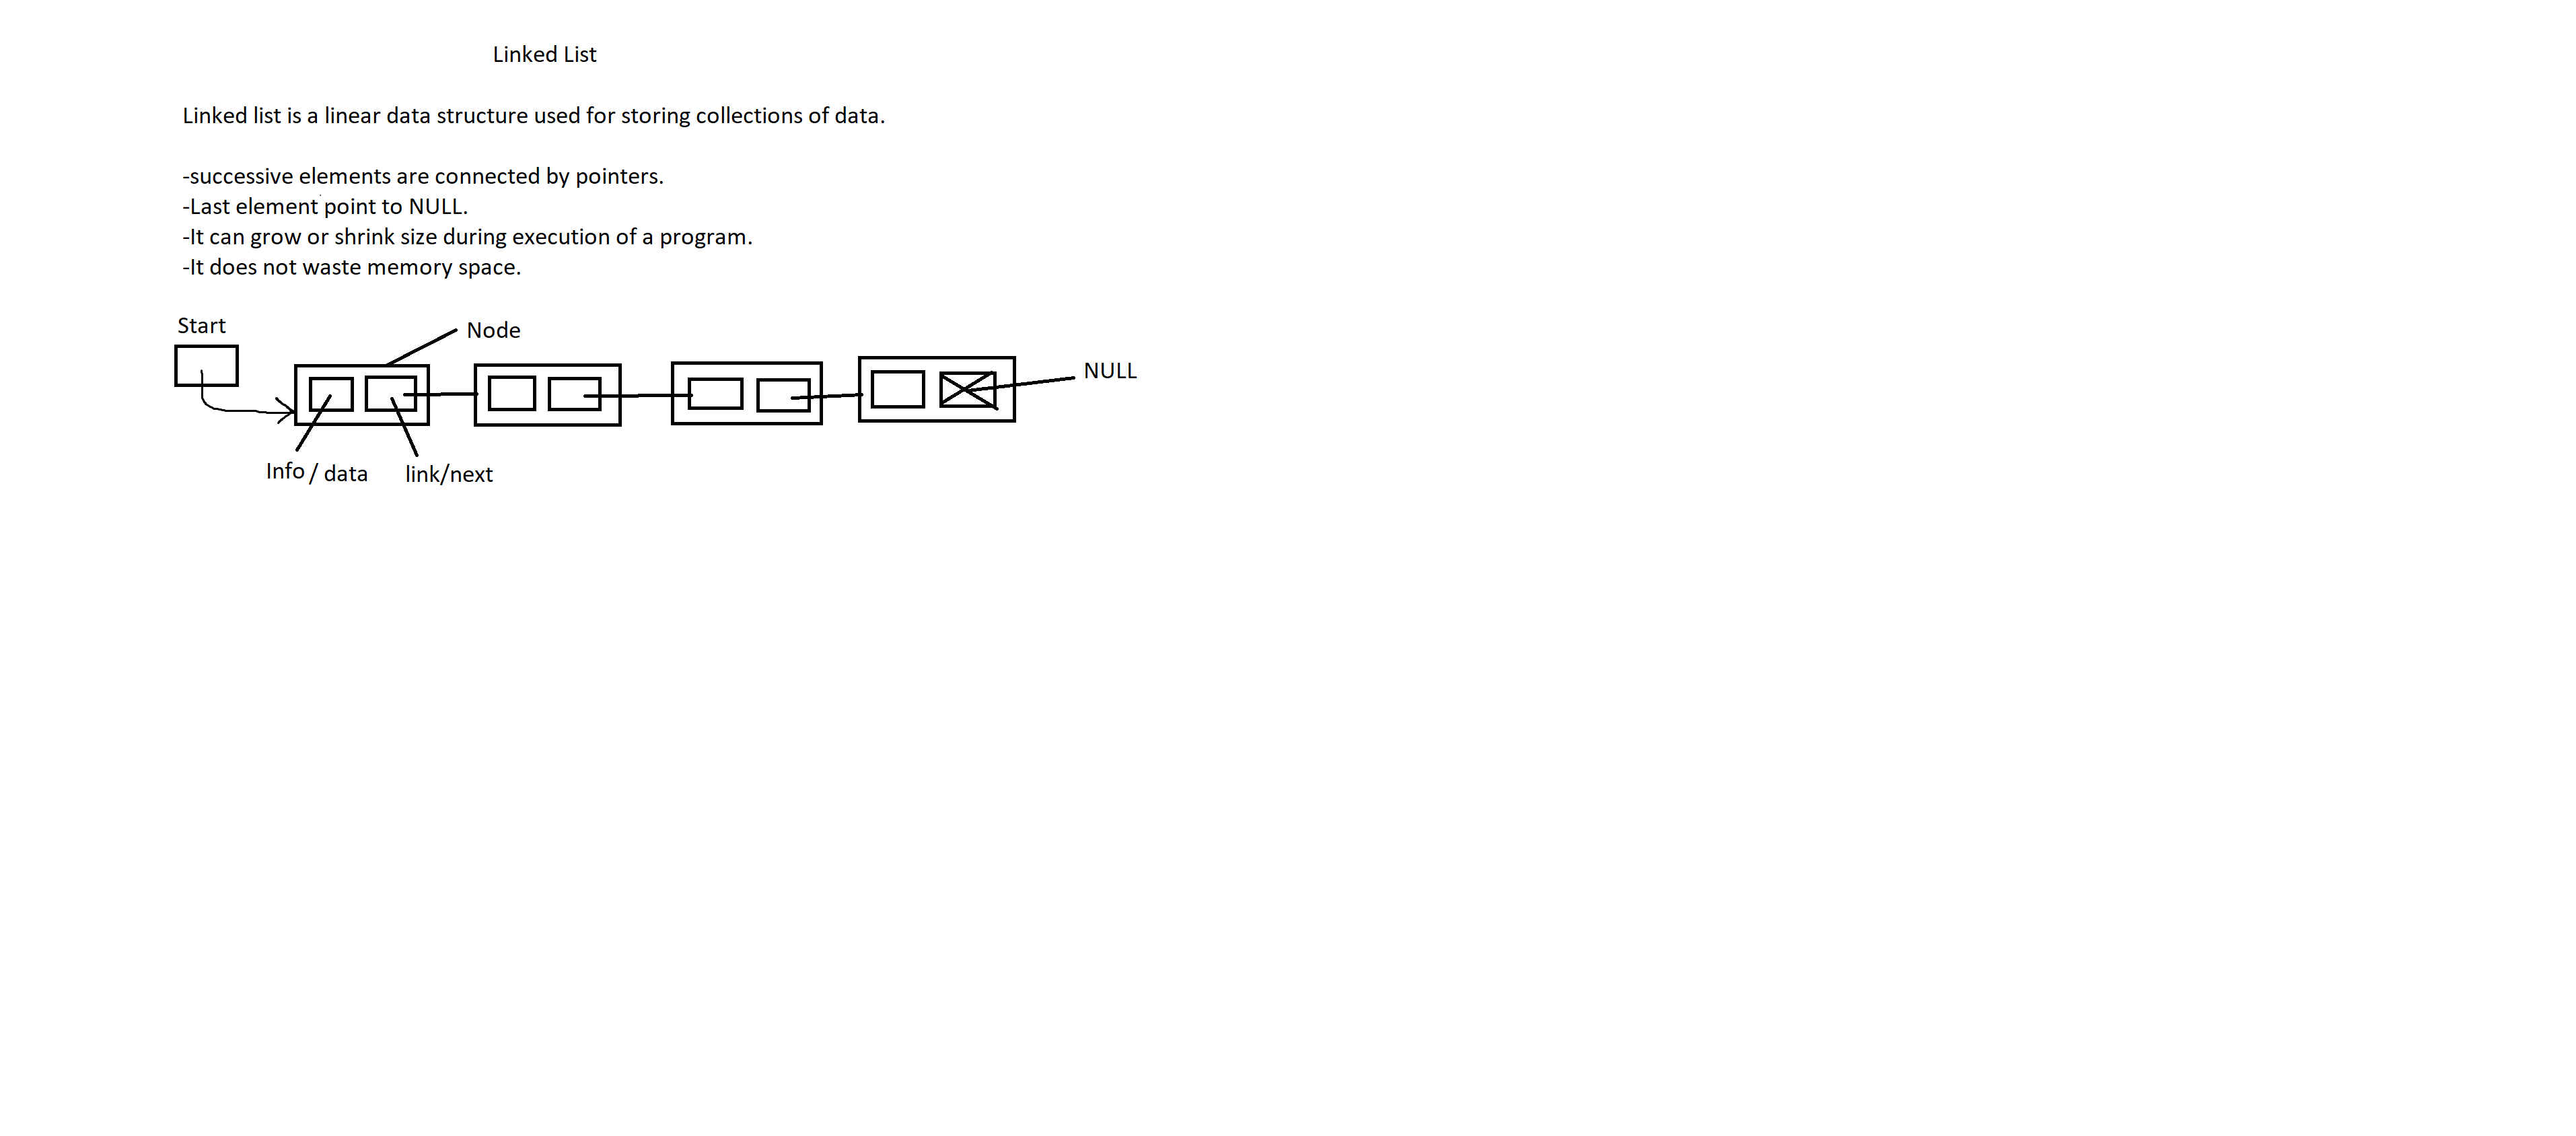 Linked List
Linked list is a linear data structure used for storing collections of data.
-successive elements are connected by pointers.
-Last element point to NULL.
-It can grow or shrink size during execution of a program.
-It does not waste memory space.
Start
Node
NULL
Info / data
link/next